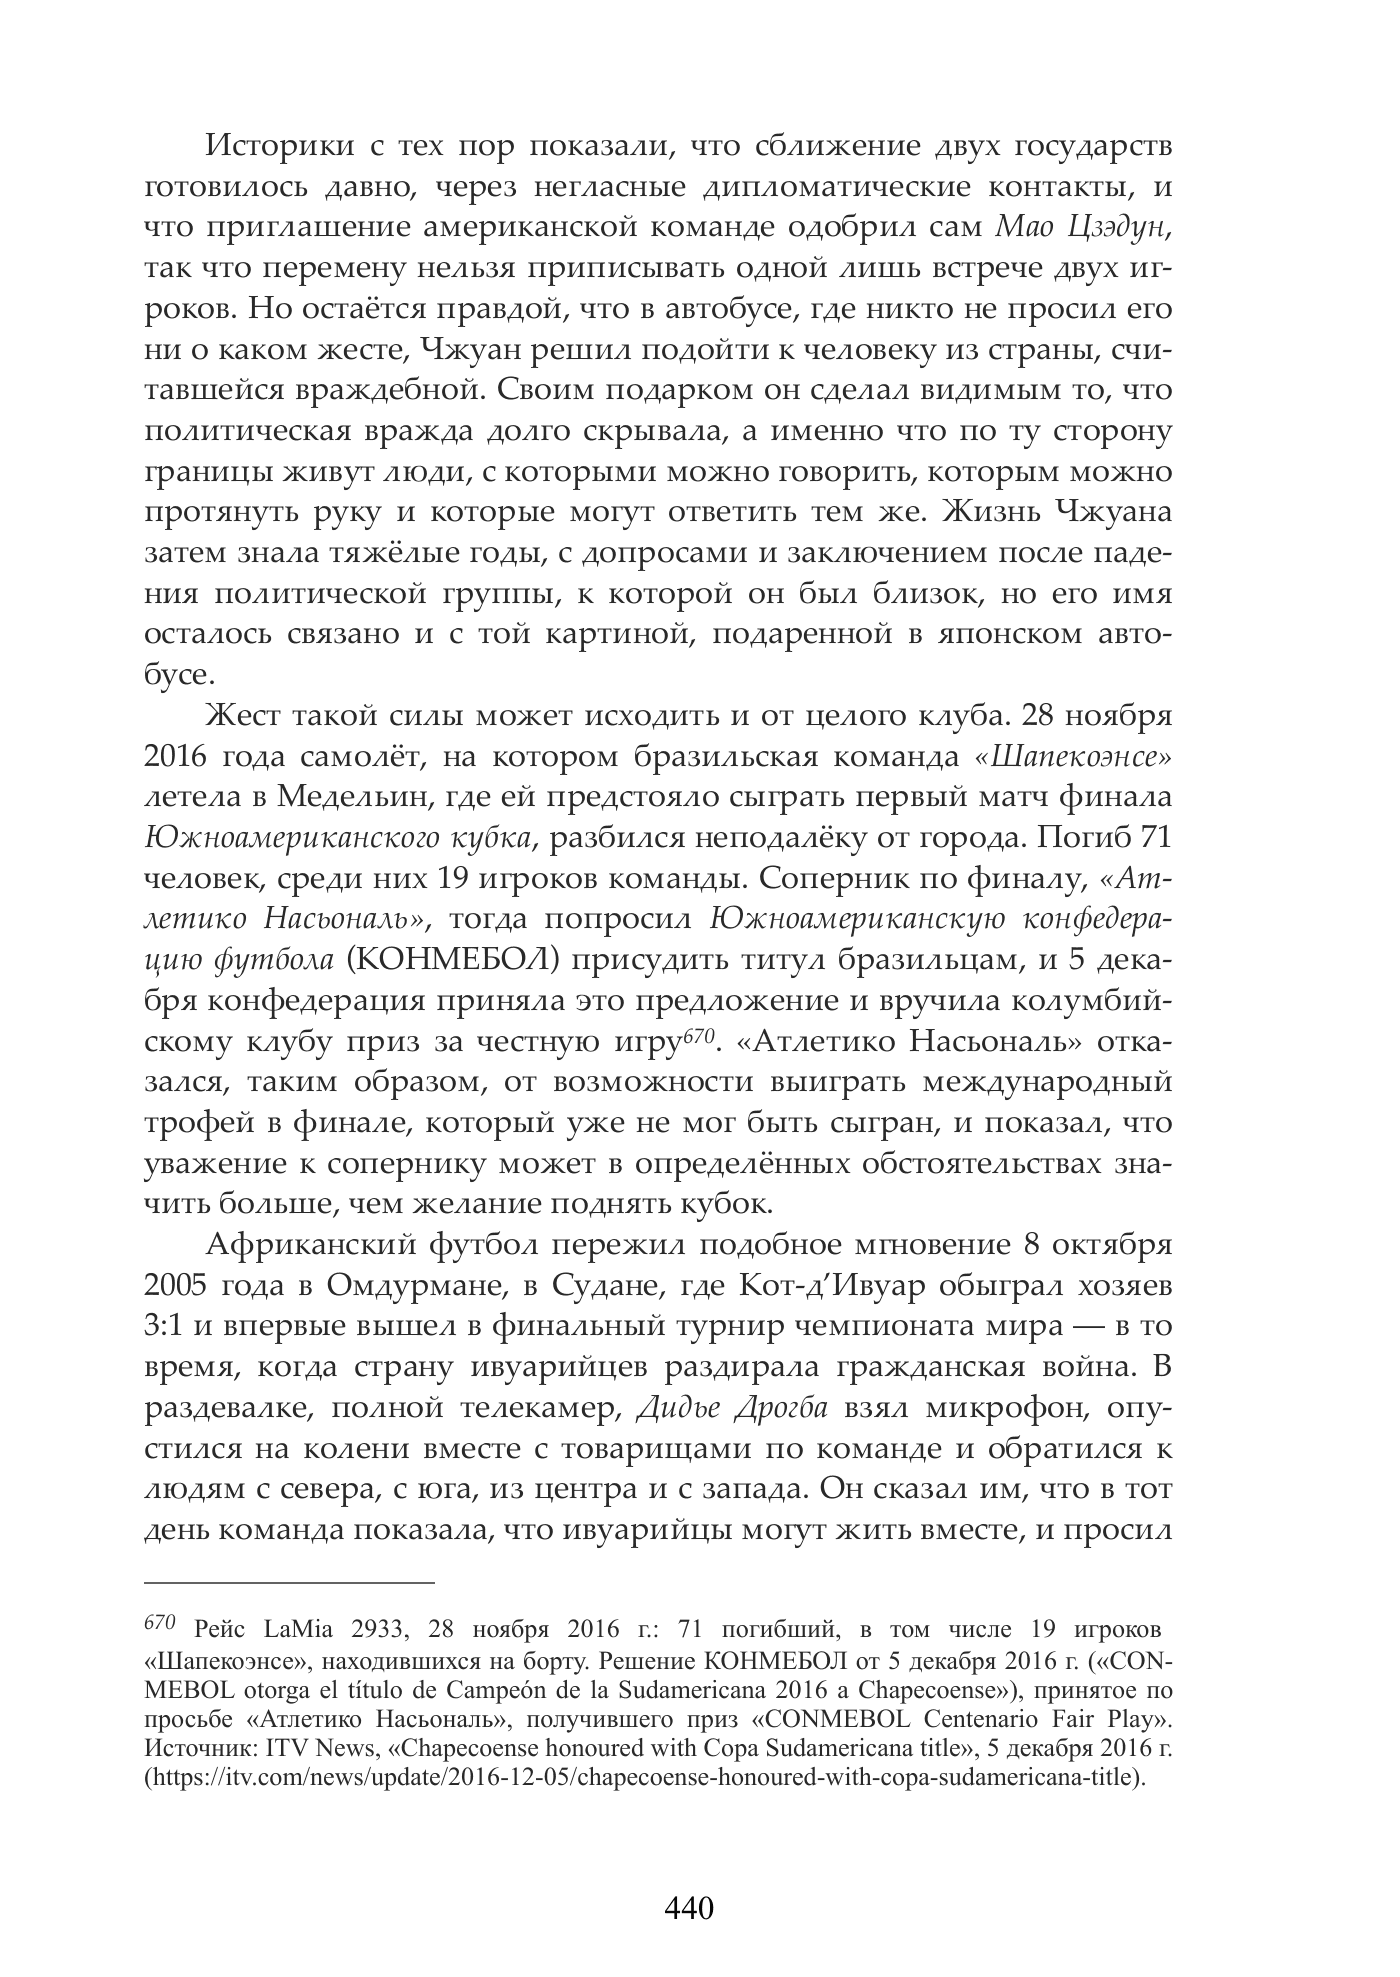 Историки с тех пор показали, что сближение двух государств
готовилось давно, через негласные дипломатические контакты, и
что приглашение американской команде одобрил сам Мао Цзэдун,
так что перемену нельзя приписывать одной лишь встрече двух иг-
роков. Но остаётся правдой, что в автобусе, где никто не просил его
ни о каком жесте, Чжуан решил подойти к человеку из страны, счи-
тавшейся враждебной. Своим подарком он сделал видимым то, что
политическая вражда долго скрывала, а именно что по ту сторону
границы живут люди, с которыми можно говорить, которым можно
протянуть руку и которые могут ответить тем же. Жизнь Чжуана
затем знала тяжёлые годы, с допросами и заключением после паде-
ния политической группы, к которой он был близок, но его имя
осталось связано и с той картиной, подаренной в японском авто-
бусе.
Жест такой силы может исходить и от целого клуба. 28 ноября
2016 года самолёт, на котором бразильская команда «Шапекоэнсе»
летела в Медельин, где ей предстояло сыграть первый матч финала
Южноамериканского кубка, разбился неподалёку от города. Погиб 71
человек, среди них 19 игроков команды. Соперник по финалу, «Ат-
летико Насьональ», тогда попросил Южноамериканскую конфедера-
цию футбола (КОНМЕБОЛ) присудить титул бразильцам, и 5 дека-
бря конфедерация приняла это предложение и вручила колумбий-
скому клубу приз за честную игру670. «Атлетико Насьональ» отка-
зался, таким образом, от возможности выиграть международный
трофей в финале, который уже не мог быть сыгран, и показал, что
уважение к сопернику может в определённых обстоятельствах зна-
чить больше, чем желание поднять кубок.
Африканский футбол пережил подобное мгновение 8 октября
2005 года в Омдурмане, в Судане, где Кот-д’Ивуар обыграл хозяев
3:1 и впервые вышел в финальный турнир чемпионата мира — в то
время, когда страну ивуарийцев раздирала гражданская война. В
раздевалке, полной телекамер, Дидье Дрогба взял микрофон, опу-
стился на колени вместе с товарищами по команде и обратился к
людям с севера, с юга, из центра и с запада. Он сказал им, что в тот
день команда показала, что ивуарийцы могут жить вместе, и просил
670 Рейс LaMia 2933, 28 ноября 2016 г.: 71 погибший, в том числе 19 игроков
«Шапекоэнсе», находившихся на борту. Решение КОНМЕБОЛ от 5 декабря 2016 г. («CON-
MEBOL otorga el título de Campeón de la Sudamericana 2016 a Chapecoense»), принятое по
просьбе «Атлетико Насьональ», получившего приз «CONMEBOL Centenario Fair Play».
Источник: ITV News, «Chapecoense honoured with Copa Sudamericana title», 5 декабря 2016 г.
(https://itv.com/news/update/2016-12-05/chapecoense-honoured-with-copa-sudamericana-title).
440